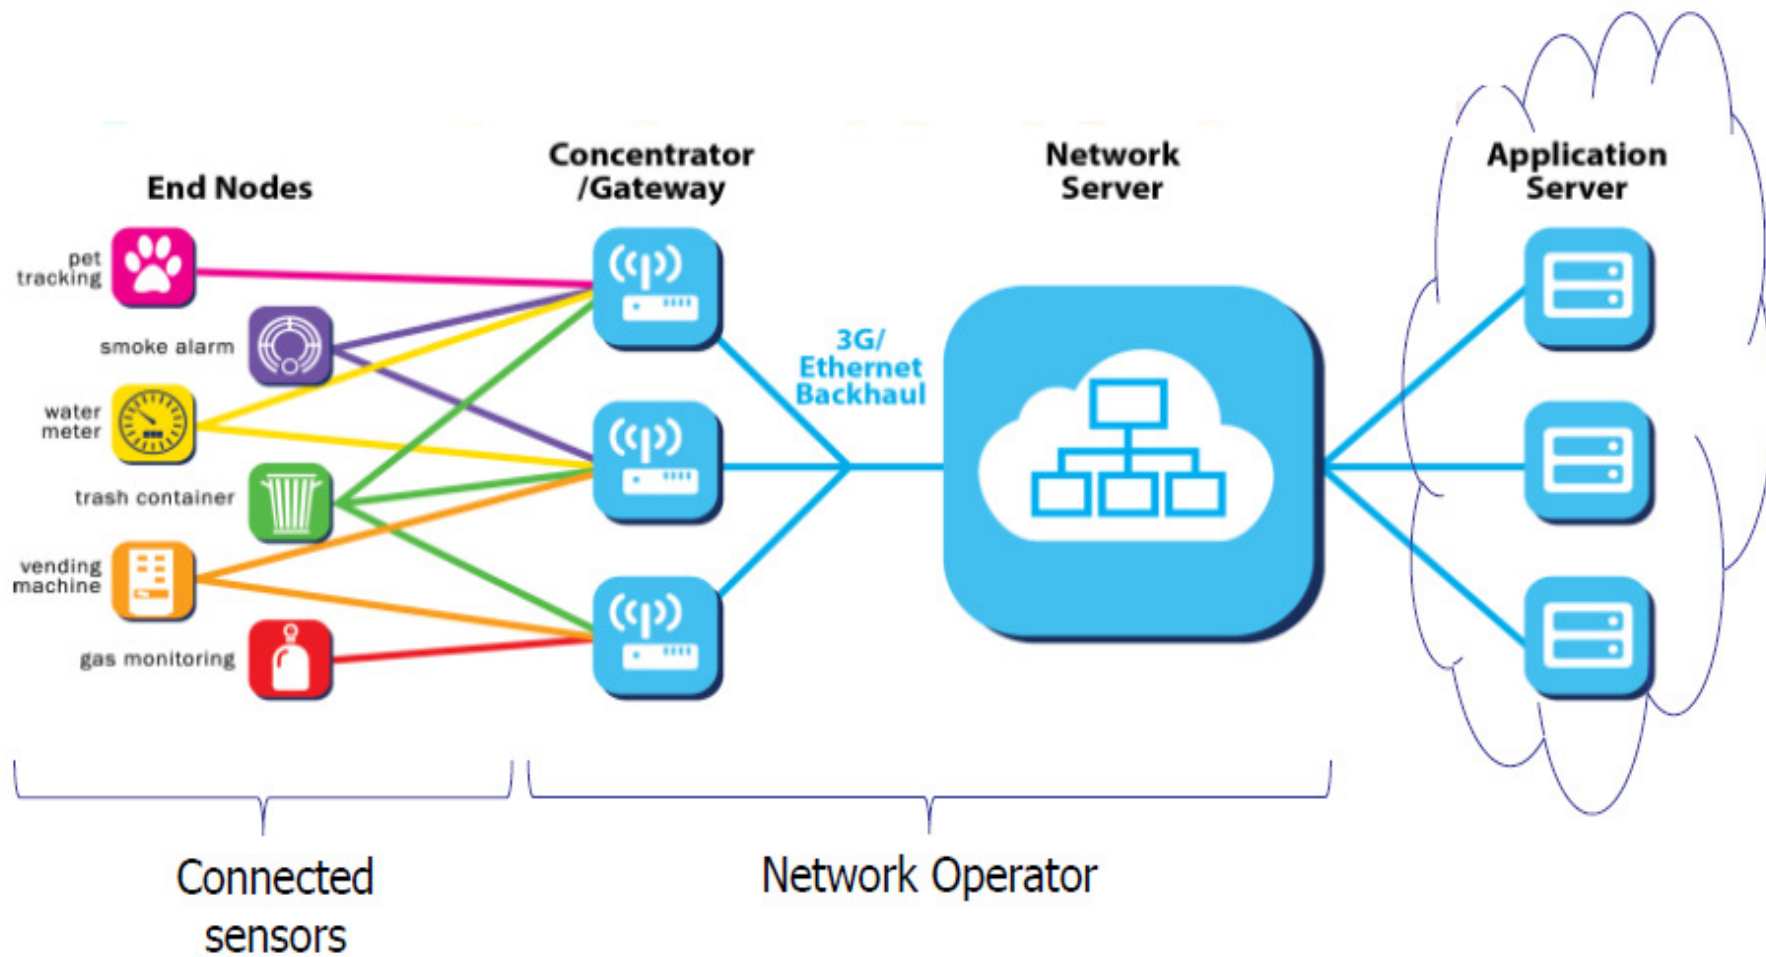 End Nodes
Concentrator
/Gateway
Network
Server
Application
Server
pet
tracking
smoke alarm
water
meter
trash container
vending
machine
gas monitoring
3G/
Ethernet
Backhaul
Connected
sensors
Network Operator